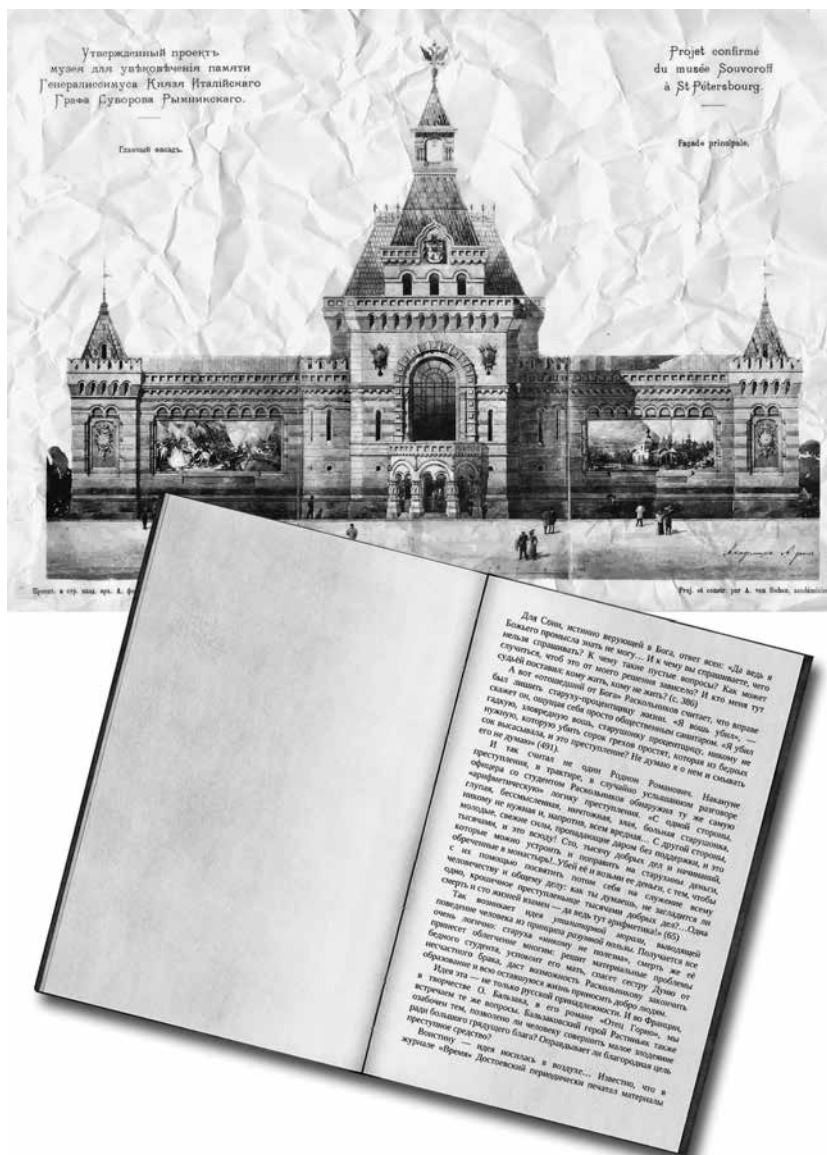 Утвержденный проектъ
музея для увѣковѣченія памяти
Генералиссимуса Князя Италійскаго
Графа Суворова Рымникскаго.
Главный фасадъ.
Projet confirmé
du musée Souvoroff
à St Pétersbourg.
Façade principale.
Проект. и стр. акад. арх. А. фо
Proj. et constr. par A. von Hohen, académicien
Для Сони, истинно верующей в Бога, ответ ясен: «Да ведь я
Божьего промысла знать не могу… И к чему вы спрашиваете, чего
нельзя спрашивать? К чему такие пустые вопросы? Как может
случиться, чтоб это от моего решения зависело? И кто меня тут
судьёй поставил: кому жить, кому не жить? (с. 386)
А вот «отошедший от Бога» Раскольников считает, что вправе
был лишить старуху-процентщицу жизни. «Я вошь убил», —
скажет он, ощущая себя просто общественным санитаром. «Я убил
гадкую, зловредную вошь, старушонку процентщицу, никому не
нужную, которую убить сорок грехов простят, которая из бедных
сок высасывала, и это преступление? Не думаю я о нем и смывать
его не думаю» (491).
И так считал не один Родион Романович. Накануне
преступления, в трактире, в случайно услышанном разговоре
офицера со студентом Раскольников обнаружил ту же самую
«арифметическую» логику преступления. «С одной стороны,
глупая, бессмысленная, ничтожная, злая, больная старушонка,
никому не нужная и, напротив, всем вредная… С другой стороны,
молодые, свежие силы, пропадающие даром без поддержки, и это
тысячами, и это всюду! Сто, тысячу добрых дел и начинаний,
которые можно устроить и поправить на старухины деньги,
обреченные в монастырь!..Убей её и возьми ее деньги, с тем, чтобы
с их помощью посвятить потом себя на служение всему
человечеству и общему делу: как ты думаешь, не загладится ли
одно, крошечное преступленьице тысячами добрых дел?…Одна
смерть и сто жизней взамен — да ведь тут арифметика!» (65)
Так возникает идея утилитарной морали, выводящей
поведение человека из принципа разумной пользы. Получается все
очень логично: старуха «никому не полезна», смерть же её
принесет облегчение многим: решит материальные проблемы
бедного студента, успокоит его мать, спасет сестру Дуню от
несчастного брака, даст возможность Раскольникову закончить
образование и всю оставшуюся жизнь приносить добро людям.
Идея эта — не только русской принадлежности. И во Франции,
в творчестве О. Бальзака, в его романе «Отец Горио», мы
встречаем те же вопросы. Бальзаковский герой Растиньяк также
озабочен тем, позволено ли человеку совершить малое злодеяние
ради большого грядущего блага? Оправдывает ли благородная цель
преступное средство?
Воистину — идея носилась в воздухе… Известно, что в
журнале «Время» Достоевский периодически печатал материалы